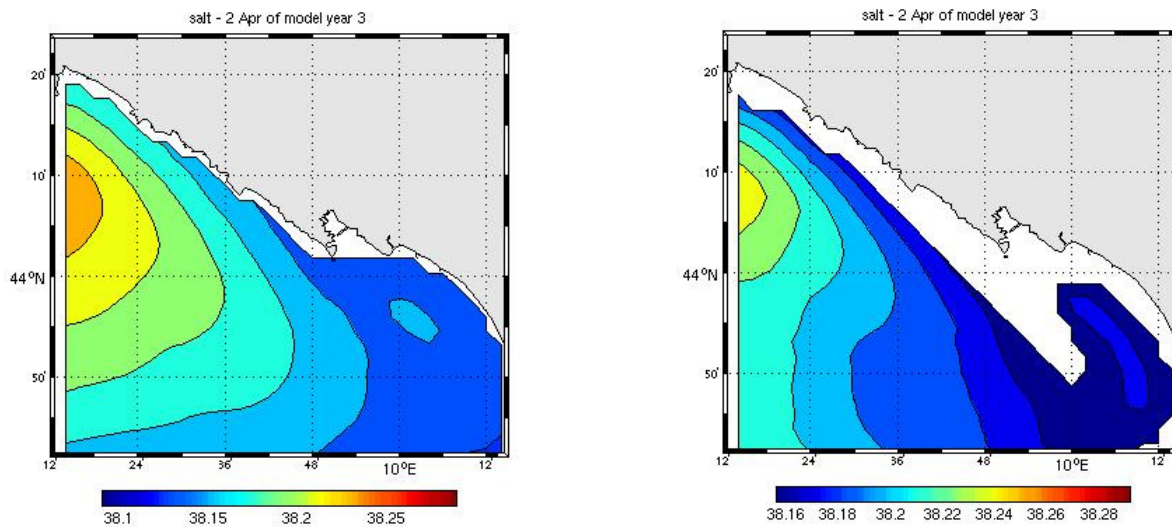 salt - 2 Apr of model year 3
20'
10'
44°N
50'
12 24 36 48 10°E 12
38.1 38.15 38.2 38.25
salt - 2 Apr of model year 3
20'
10'
44°N
50'
12 24 36 48 10°E 12
38.16 38.18 38.2 38.22 38.24 38.26 38.28